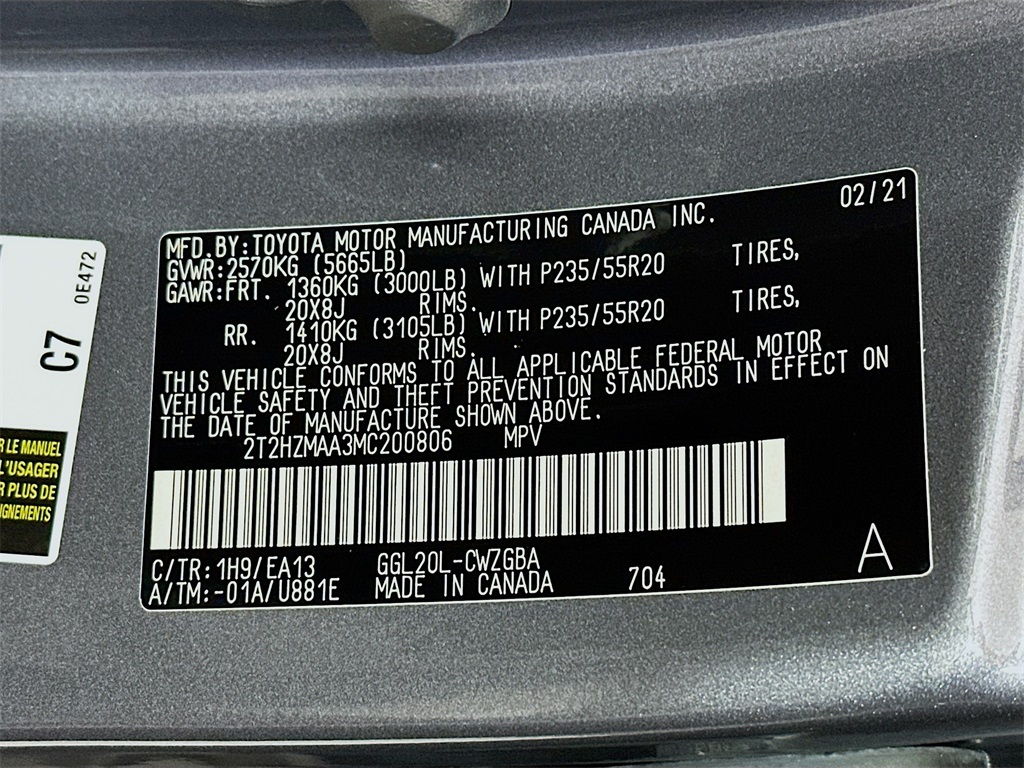 02/21
MFD. BY: TOYOTA MOTOR MANUFACTURING CANADA INC.
GVWR: 2570KG (5665LB)
GAWR: FRT. 1360KG (3000LB) WITH P235/55R20 TIRES,
20X8J RIMS.
RR. 1410KG (3105LB) WITH P235/55R20 TIRES,
20X8J RIMS.
THIS VEHICLE CONFORMS TO ALL APPLICABLE FEDERAL MOTOR
VEHICLE SAFETY AND THEFT PREVENTION STANDARDS IN EFFECT ON
THE DATE OF MANUFACTURE SHOWN ABOVE.
2T2HZMAA3MC200806 MPV
C/TR: 1H9/EA13 GGL20L-CWZGBA
A/TM: -01A/U881E MADE IN CANADA 704
A
0E472
C7
R LE MANUEL
L'USAGER
R PLUS DE
IGNEMENTS